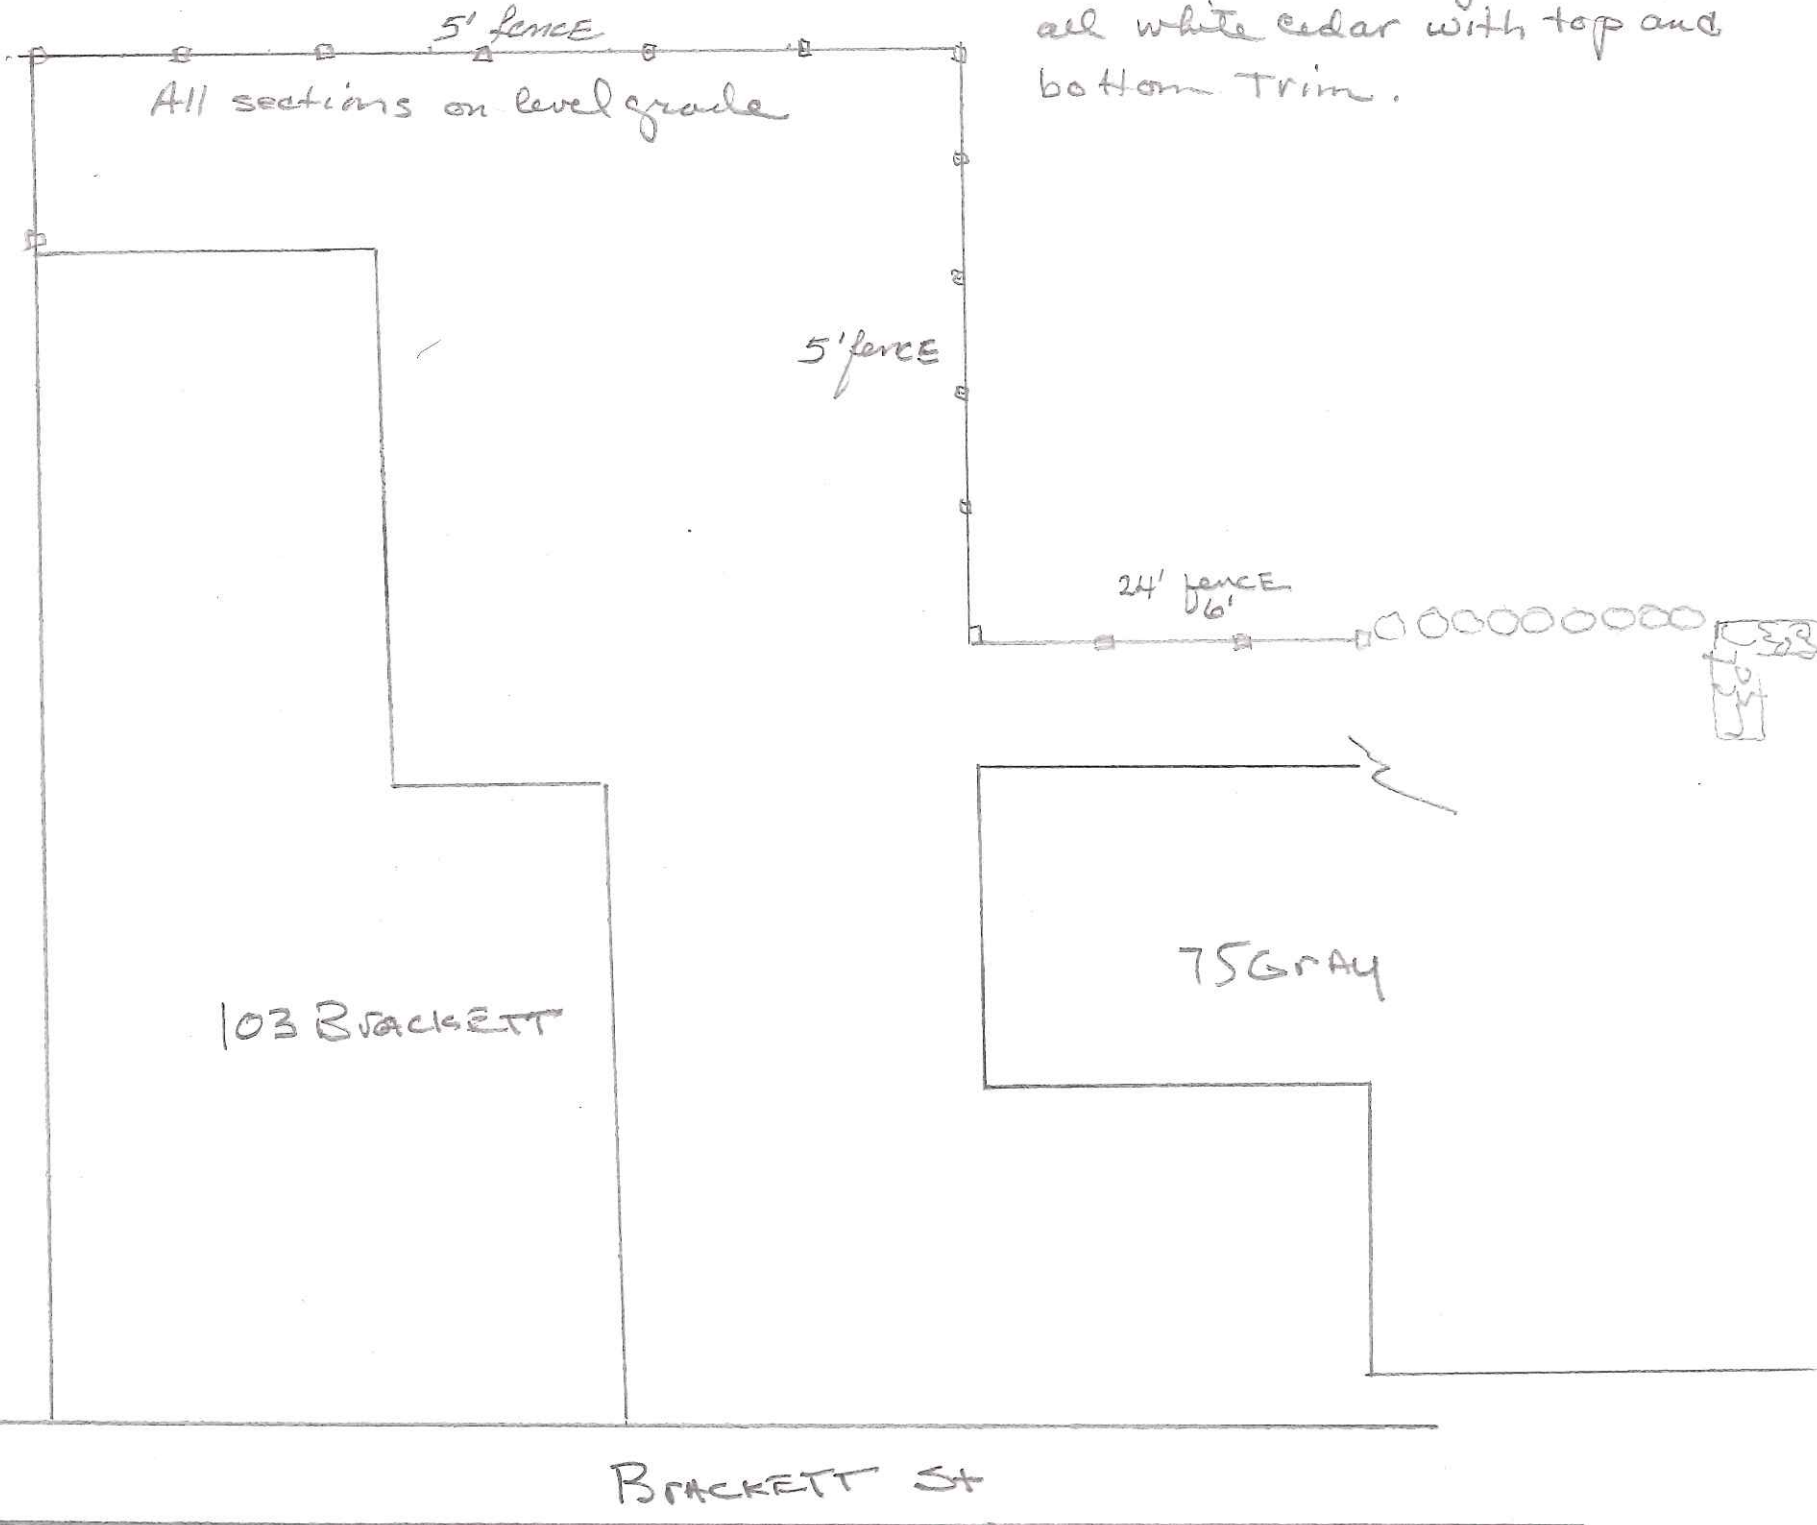 5' fence
all white cedar with top and
bottom Trim.
All sections on level grade
5' fence
24' fence
6'
75 GrAy
103 BrACKETT
BrACKETT St